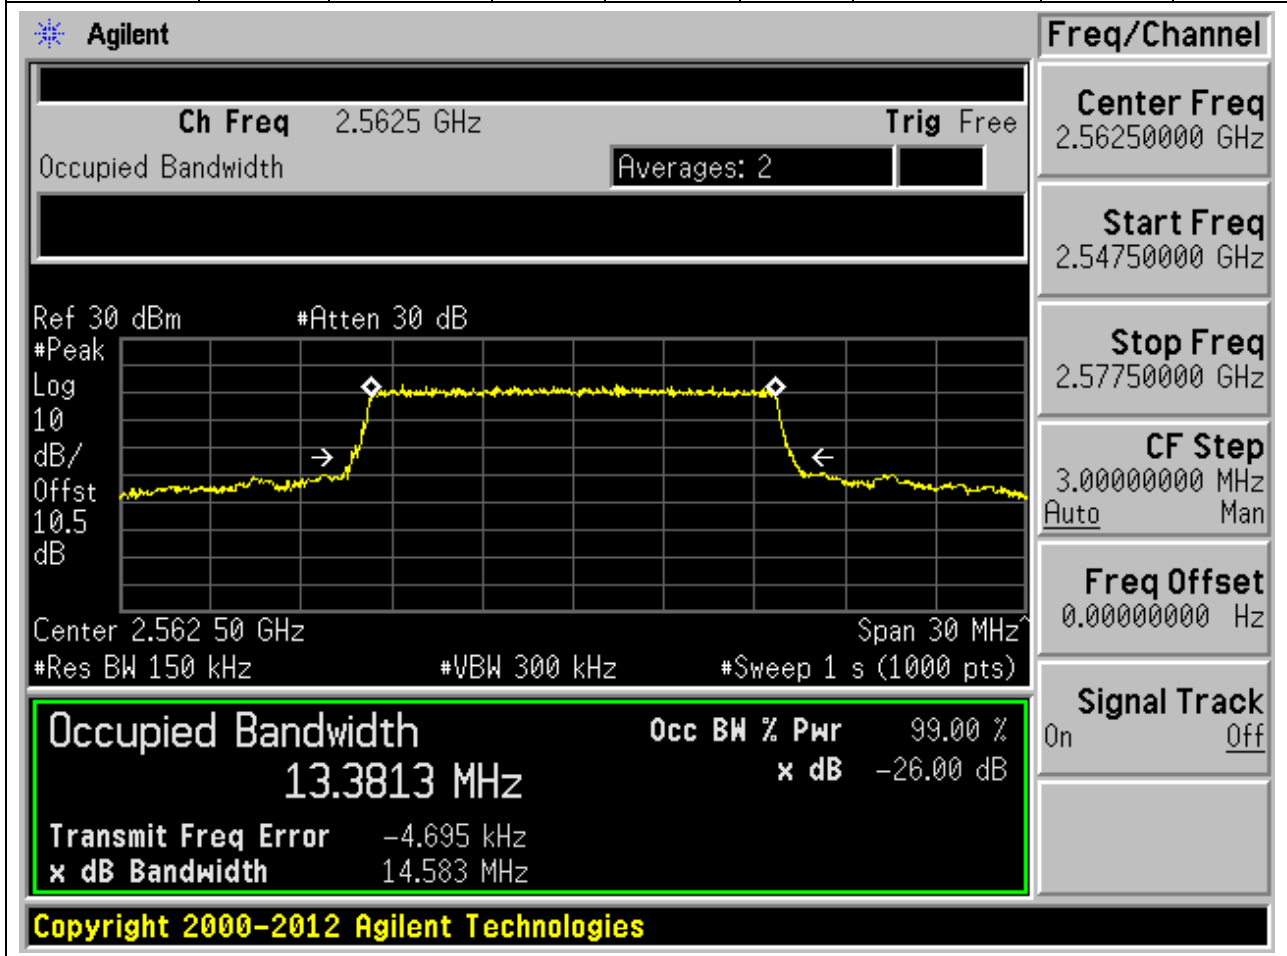 Agilent
Freq/Channel
Ch Freq 2.5625 GHz Trig Free
Occupied Bandwidth Averages: 2
Center Freq
2.56250000 GHz
Start Freq
2.54750000 GHz
Stop Freq
2.57750000 GHz
CF Step
3.00000000 MHz
Auto Man
Freq Offset
0.00000000 Hz
Signal Track
On Off
Ref 30 dBm #Atten 30 dB
#Peak
Log
10
dB/
Offst
10.5
dB
Center 2.562 50 GHz Span 30 MHz^
#Res BW 150 kHz #VBW 300 kHz #Sweep 1 s (1000 pts)
Occupied Bandwidth Occ BW % Pwr 99.00 %
13.3813 MHz x dB -26.00 dB
Transmit Freq Error -4.695 kHz
x dB Bandwidth 14.583 MHz
Copyright 2000-2012 Agilent Technologies